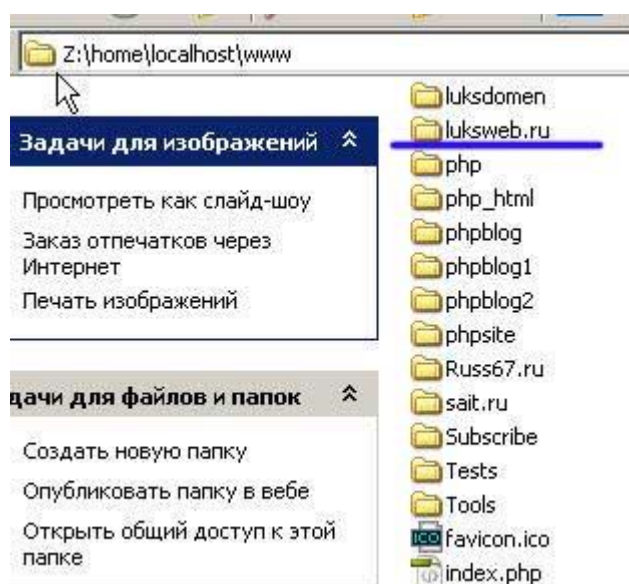 Z:\home\localhost\www
Задачи для изображений
Просмотреть как слайд-шоу
Заказ отпечатков через
Интернет
Печать изображений
дачи для файлов и папок
Создать новую папку
Опубликовать папку в вебе
Открыть общий доступ к этой
папке
luksdomen
luksweb.ru
php
php_html
phpblog
phpblog1
phpblog2
phpsite
Russ67.ru
sait.ru
Subscribe
Tests
Tools
ICO
favicon.ico
index.php